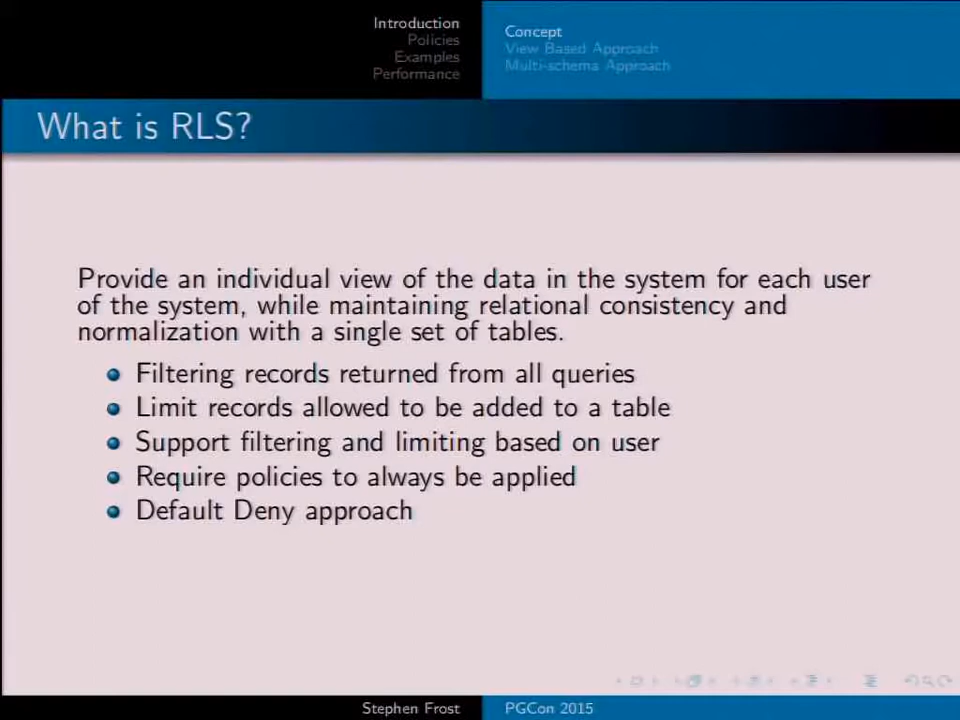 Introduction
Policies
Examples
Performance
Concept
View Based Approach
Multi-schema Approach
What is RLS?
Provide an individual view of the data in the system for each user
of the system, while maintaining relational consistency and
normalization with a single set of tables.
Filtering records returned from all queries
Limit records allowed to be added to a table
Support filtering and limiting based on user
Require policies to always be applied
Default Deny approach
Stephen Frost
PGCon 2015